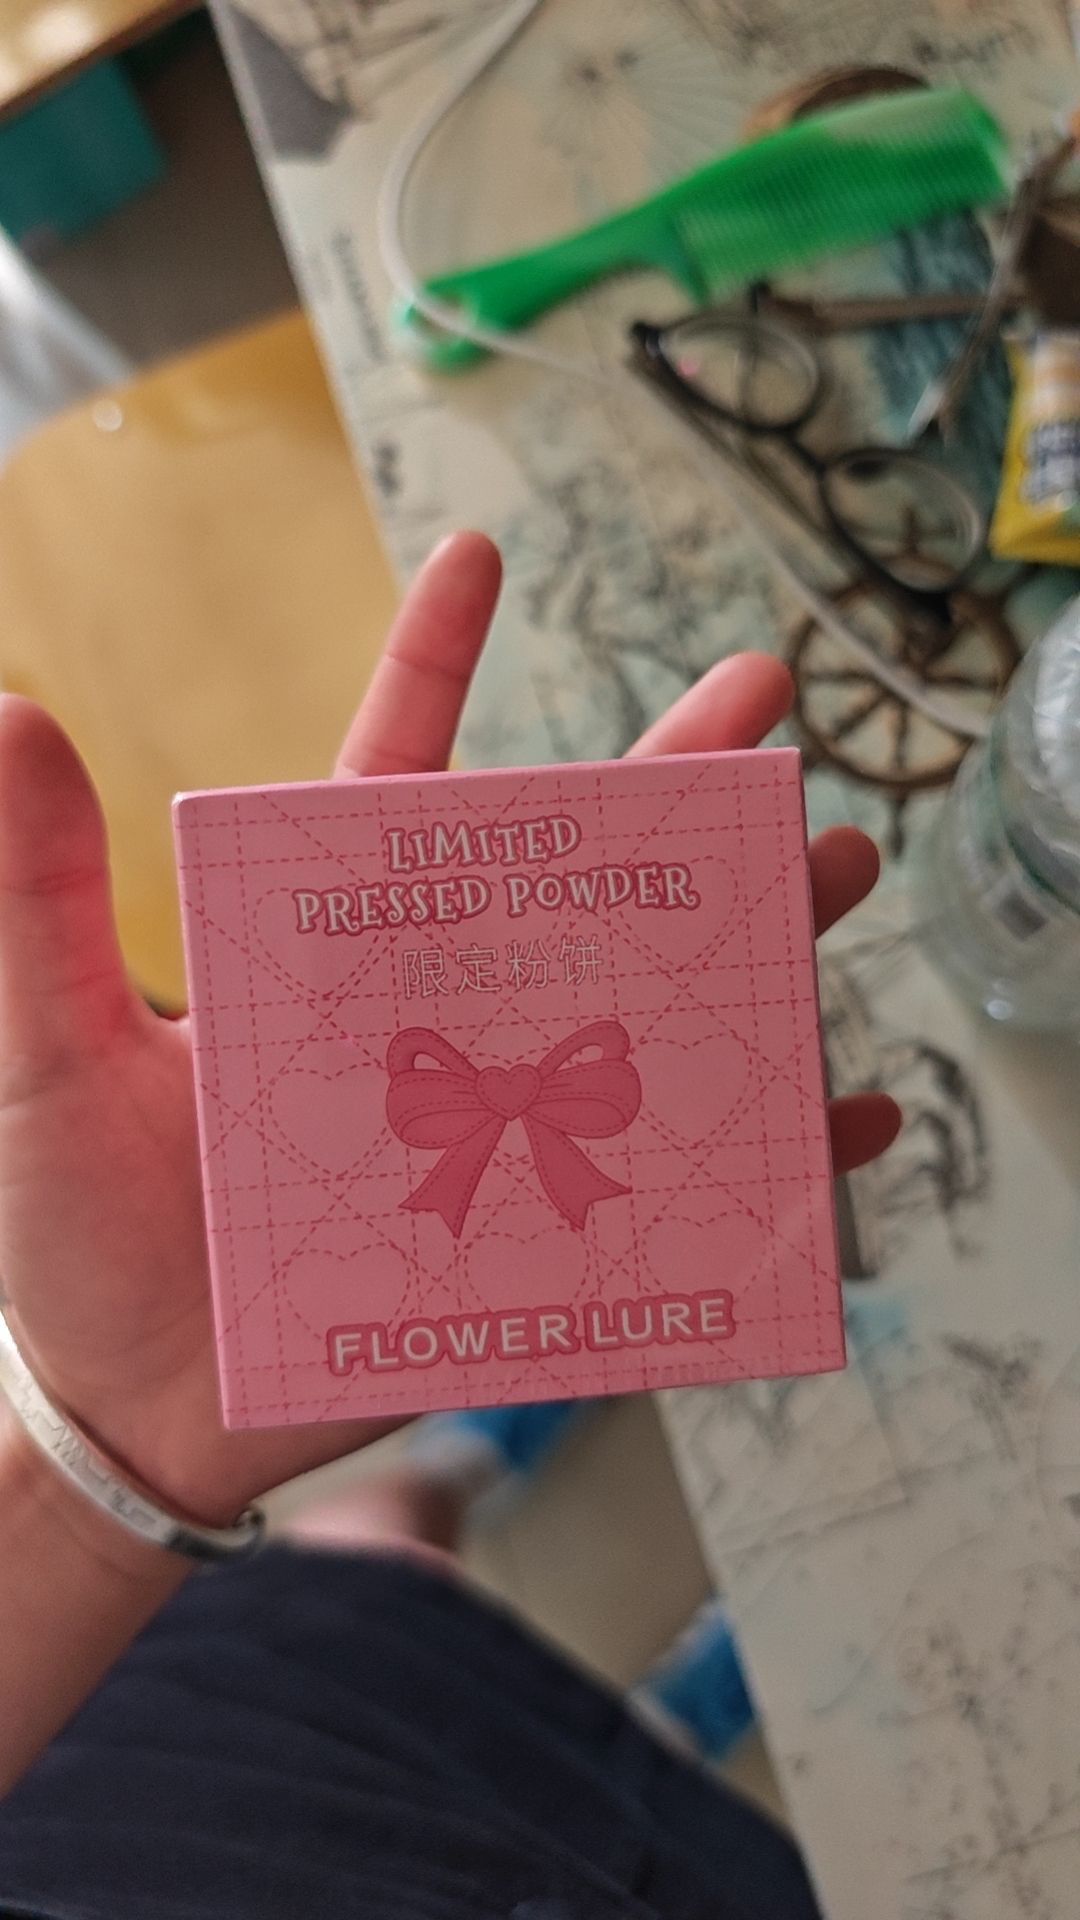 LIMITED
PRESSED POWDER
限定粉饼
FLOWER LURE